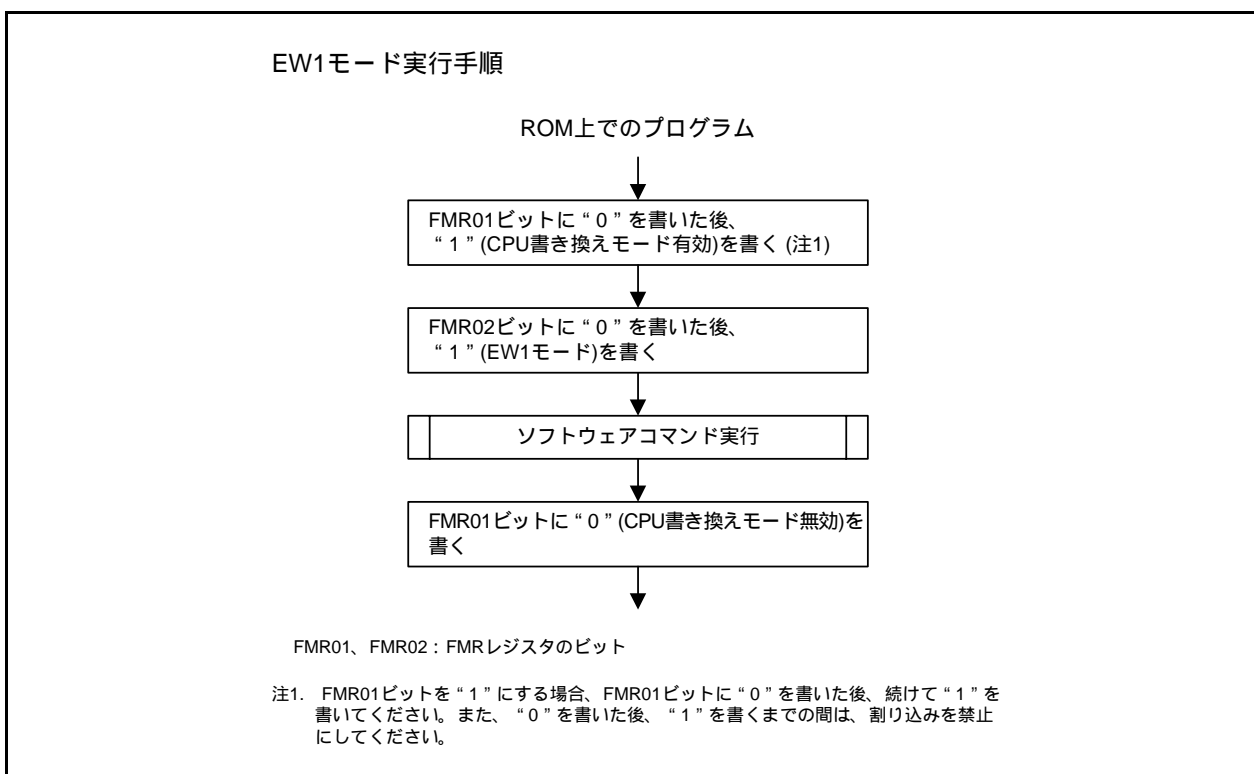 EW1モード実行手順
ROM上でのプログラム
FMR01ビットに“0”を書いた後、
“1”(CPU書き換えモード有効)を書く (注1)
FMR02ビットに“0”を書いた後、
“1”(EW1モード)を書く
ソフトウェアコマンド実行
FMR01ビットに“0”(CPU書き換えモード無効)を
書く
FMR01、FMR02：FMRレジスタのビット
注1. FMR01ビットを“1”にする場合、FMR01ビットに“0”を書いた後、続けて“1”を
書いてください。また、“0”を書いた後、“1”を書くまでの間は、割り込みを禁止
にしてください。